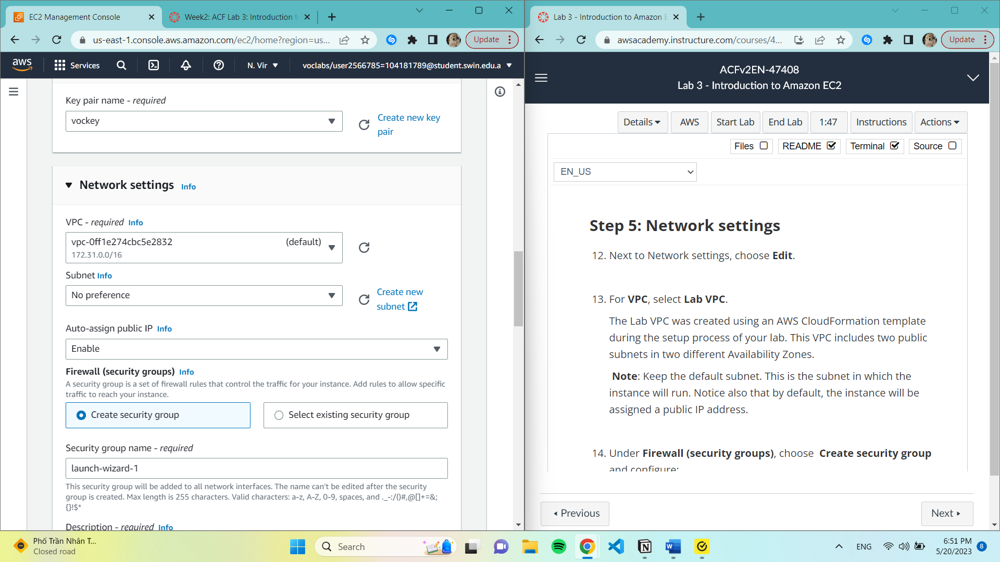 EC2 Management Console
Week2: ACF Lab 3: Introduction t
us-east-1.console.aws.amazon.com/ec2/home?region=us...
Update
aws
Services
N. Vir
voclabs/user2566785=104181789@student.swin.edu.a
Key pair name - required
vockey
Create new key
pair
Network settings Info
VPC - required Info
vpc-0ff1e274cbc5e2832 (default)
172.31.0.0/16
Subnet Info
No preference
Create new
subnet
Auto-assign public IP Info
Enable
Firewall (security groups) Info
A security group is a set of firewall rules that control the traffic for your instance. Add rules to allow specific
traffic to reach your instance.
Create security group
Select existing security group
Security group name - required
launch-wizard-1
This security group will be added to all network interfaces. The name can't be edited after the security
group is created. Max length is 255 characters. Valid characters: a-z, A-Z, 0-9, spaces, and ._-:/()#,@[]+=&;
{}!$*
Description - required Info
Lab 3 - Introduction to Amazon E
awsacademy.instructure.com/courses/4...
Update
ACFv2EN-47408
Lab 3 - Introduction to Amazon EC2
Details
AWS
Start Lab
End Lab
1:47
Instructions
Actions
Files
README
Terminal
Source
EN_US
Step 5: Network settings
12. Next to Network settings, choose Edit.
13. For VPC, select Lab VPC.
The Lab VPC was created using an AWS CloudFormation template
during the setup process of your lab. This VPC includes two public
subnets in two different Availability Zones.
Note: Keep the default subnet. This is the subnet in which the
instance will run. Notice also that by default, the instance will be
assigned a public IP address.
14. Under Firewall (security groups), choose Create security group
and configure:
Previous
Next
Phố Trần Nhân T...
Closed road
Search
ENG
6:51 PM
5/20/2023
8